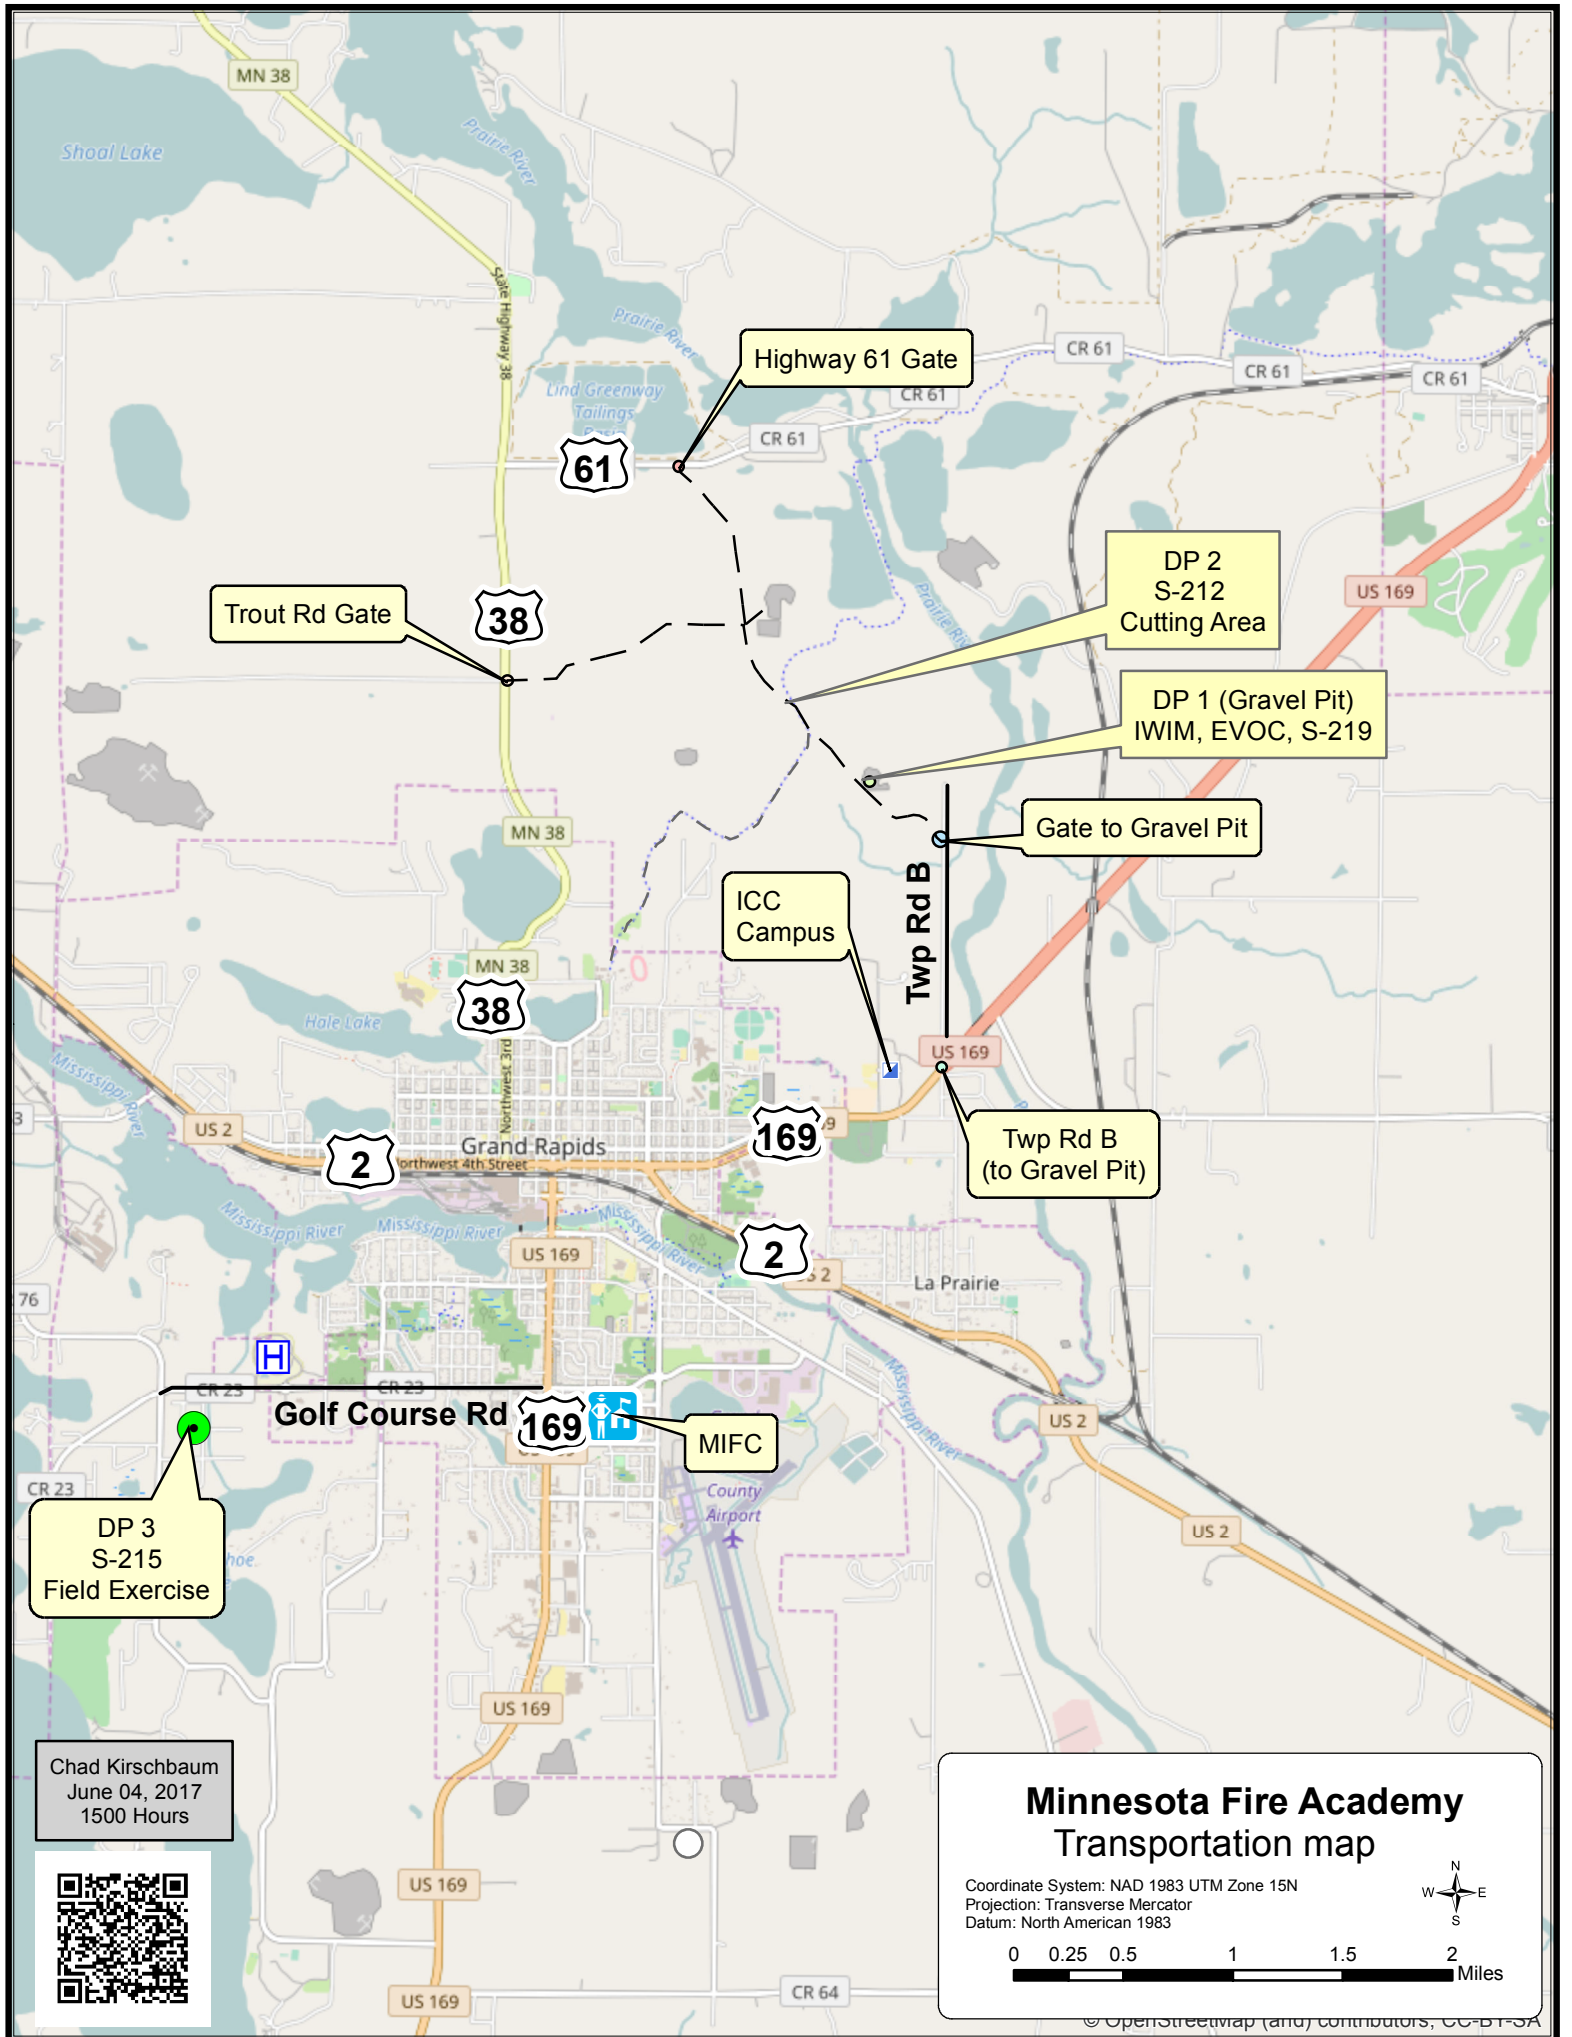 MN 38
Shoal Lake
Prairie River
State Highway 38
Prairie River
Highway 61 Gate
CR 61
CR 61
CR 61
CR 61
CR 61
Lind Greenway
Tailings
Basin
61
DP 2
S-212
Cutting Area
US 169
Trout Rd Gate
38
DP 1 (Gravel Pit)
IWIM, EVOC, S-219
MN 38
Gate to Gravel Pit
Twp Rd B
ICC
Campus
MN 38
38
Hale Lake
US 169
Mississippi River
Northwest 3rd
3
US 2
2
Grand Rapids
orthwest 4th Street
169
9
Twp Rd B
(to Gravel Pit)
Mississippi River
Mississippi River
Mississippi River
US 169
2
S 2
La Prairie
76
H
CR 23
CR 23
Golf Course Rd
169
MIFC
Mississippi River
US 2
CR 23
County
Airport
US 2
DP 3
S-215
Field Exercise
hoe
US 169
Chad Kirschbaum
June 04, 2017
1500 Hours
US 169
US 169
CR 64
Minnesota Fire Academy
Transportation map
Coordinate System: NAD 1983 UTM Zone 15N
Projection: Transverse Mercator
Datum: North American 1983
N
W E
S
0 0.25 0.5 1 1.5 2
Miles
© OpenStreetMap (and) contributors, CC-BY-SA